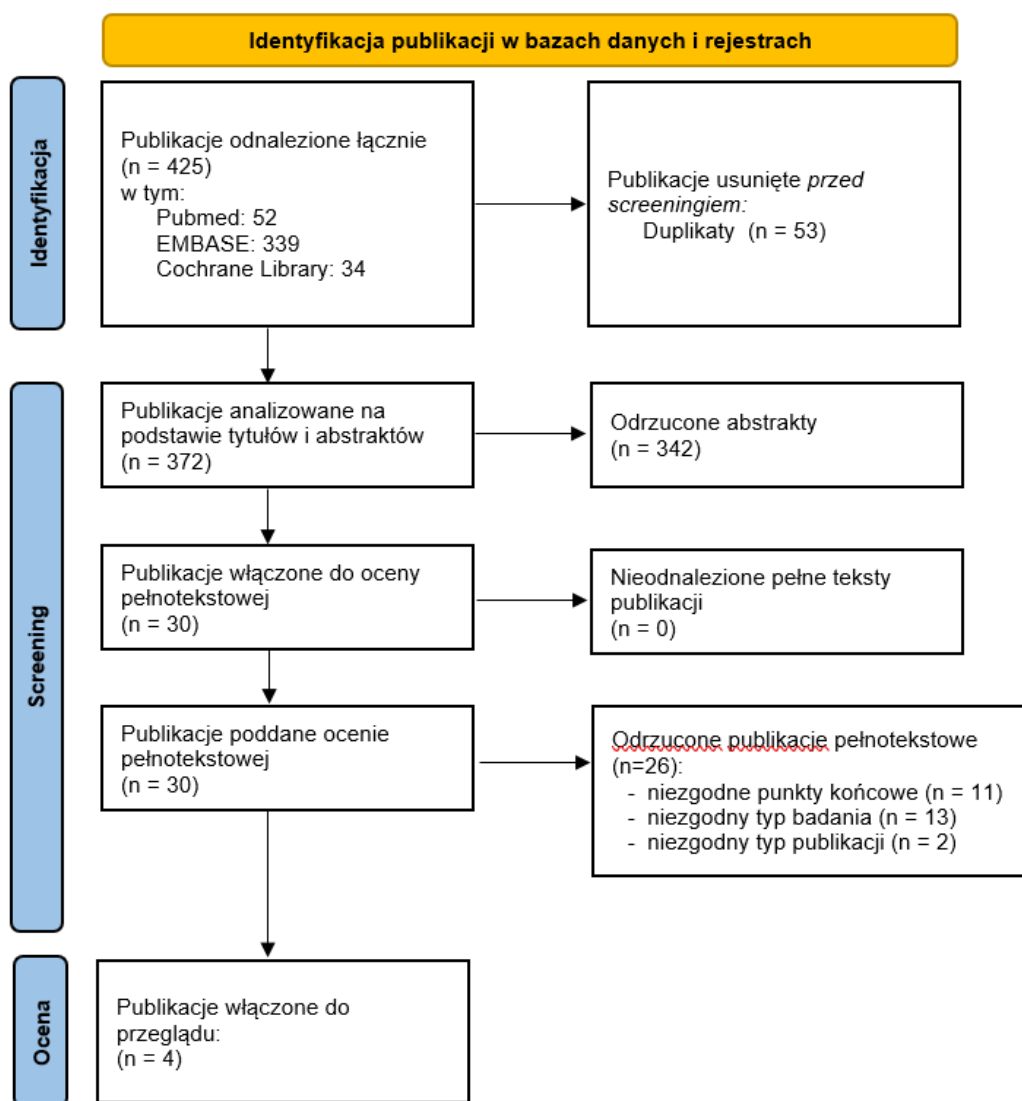 Identyfikacja publikacji w bazach danych i rejestrach
Identyfikacja
Publikacje odnalezione łącznie
(n = 425)
w tym:
Pubmed: 52
EMBASE: 339
Cochrane Library: 34
Publikacje usunięte przed
screeningiem:
Duplikaty (n = 53)
Screening
Publikacje analizowane na
podstawie tytułów i abstraktów
(n = 372)
Odrzucone abstrakty
(n = 342)
Publikacje włączone do oceny
pełnotekstowej
(n = 30)
Nieodnalezione pełne teksty
publikacji
(n = 0)
Publikacje poddane ocenie
pełnotekstowej
(n = 30)
Odrzucone publikacje pełnotekstowe
(n=26):
- niezgodne punkty końcowe (n = 11)
- niezgodny typ badania (n = 13)
- niezgodny typ publikacji (n = 2)
Ocena
Publikacje włączone do
przeglądu:
(n = 4)